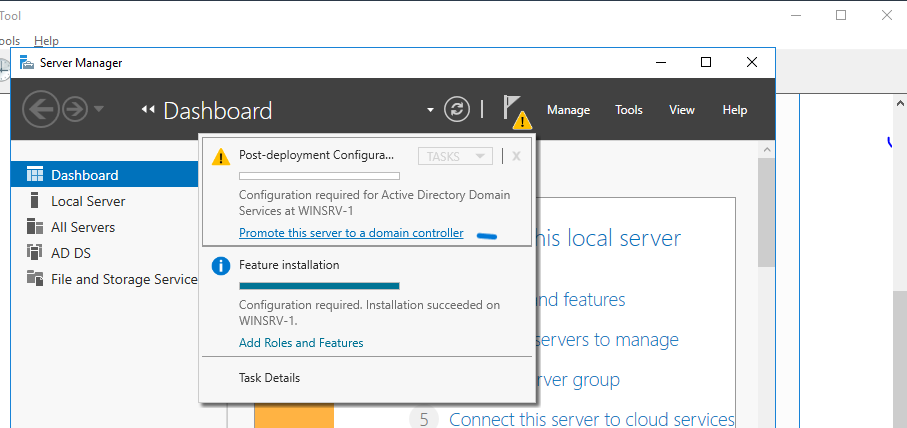 Tool
ools Help
Server Manager
Dashboard
Manage Tools View Help
Dashboard
Local Server
All Servers
AD DS
File and Storage Service
Post-deployment Configura...
TASKS
X
Configuration required for Active Directory Domain
Services at WINSRV-1
Promote this server to a domain controller
Feature installation
Configuration required. Installation succeeded on
WINSRV-1.
Add Roles and Features
Task Details
his local server
nd features
ervers to manage
rver group
5 Connect this server to cloud services